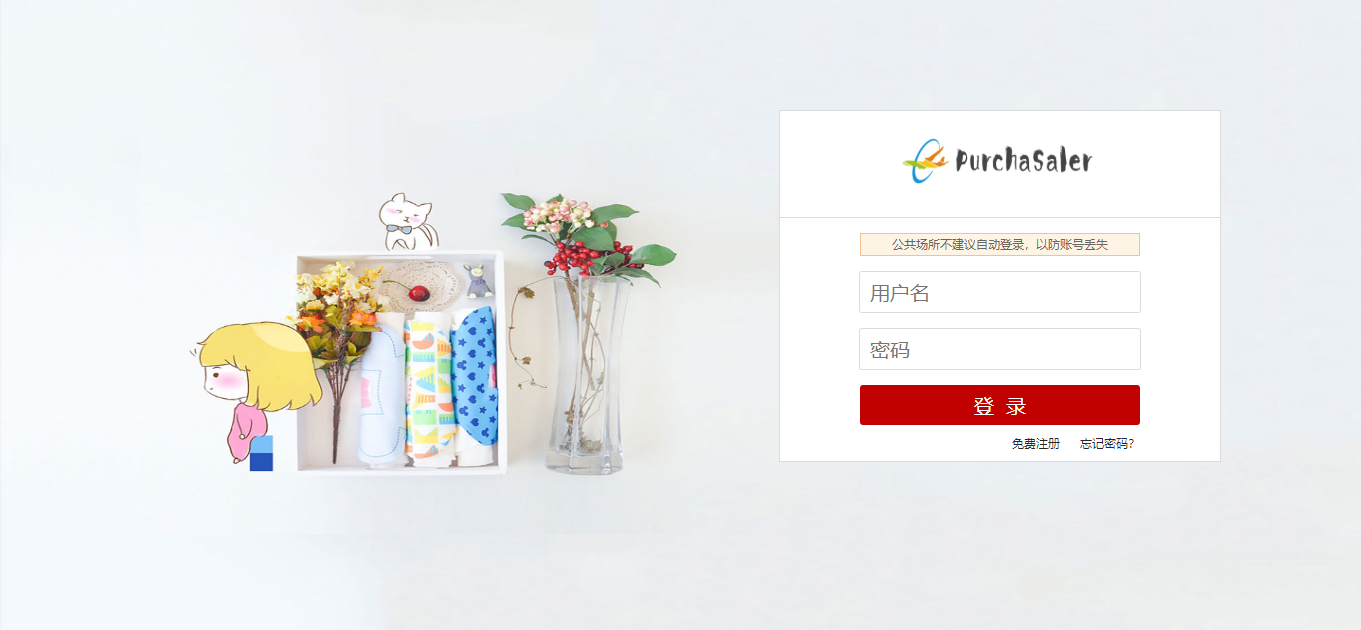 PurchaSaler
公共场所不建议自动登录，以防账号丢失
用户名
密码
登 录
免费注册 忘记密码?